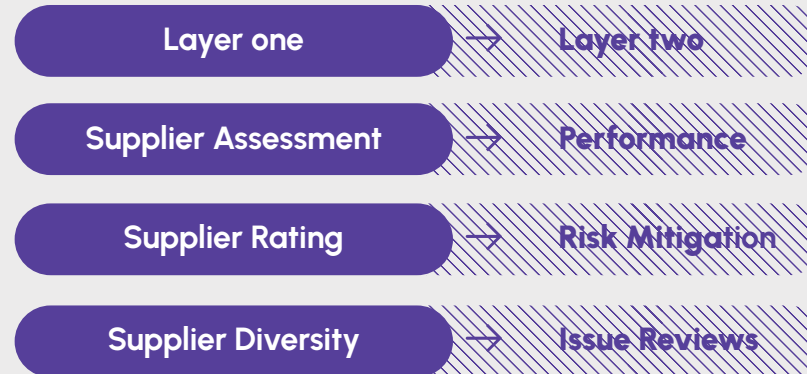 Layer one → Layer two
Supplier Assessment → Performance
Supplier Rating → Risk Mitigation
Supplier Diversity → Issue Reviews